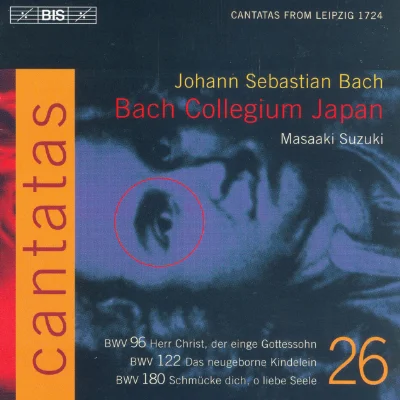 BIS
CANTATAS FROM LEIPZIG 1724
Johann Sebastian Bach
Bach Collegium Japan
Masaaki Suzuki
cantatas
BWV 96 Herr Christ, der einge Gottessohn
BWV 122 Das neugeborne Kindelein
BWV 180 Schmücke dich, o liebe Seele
26